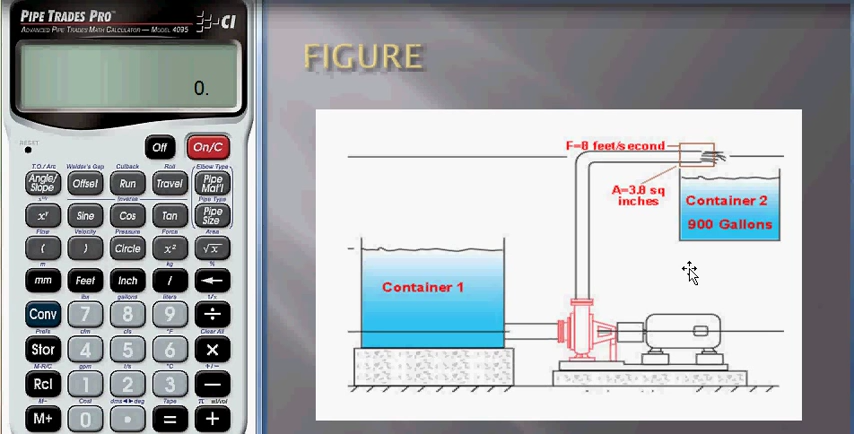 PIPE TRADES PRO™
CI
ADVANCED PIPE TRADES MATH CALCULATOR — MODEL 4095
0.
RESET
Off
On/C
T.O./Arc Welder's Gap Cutback Roll Elbow Type
Angle/Slope Offset Run Travel Pipe Mat'l
Inverse Pipe Type
Sine Cos Tan Pipe Size
Flow Velocity Pressure Force Area
( ) Circle x² √x
m kg %
mm Feet Inch / ←
lbs gallons liters 1/x
Conv 7 8 9 ÷
Prefs cfm cfs °F Clear All
Stor 4 5 6 ×
M-R/C gpm l/s °C +/−
Rcl 1 2 3 −
M- Cost dms◄►deg Tape π
M+ 0 • = +
FIGURE
F=8 feet/second
A=3.8 sq
inches
Container 2
900 Gallons
Container 1